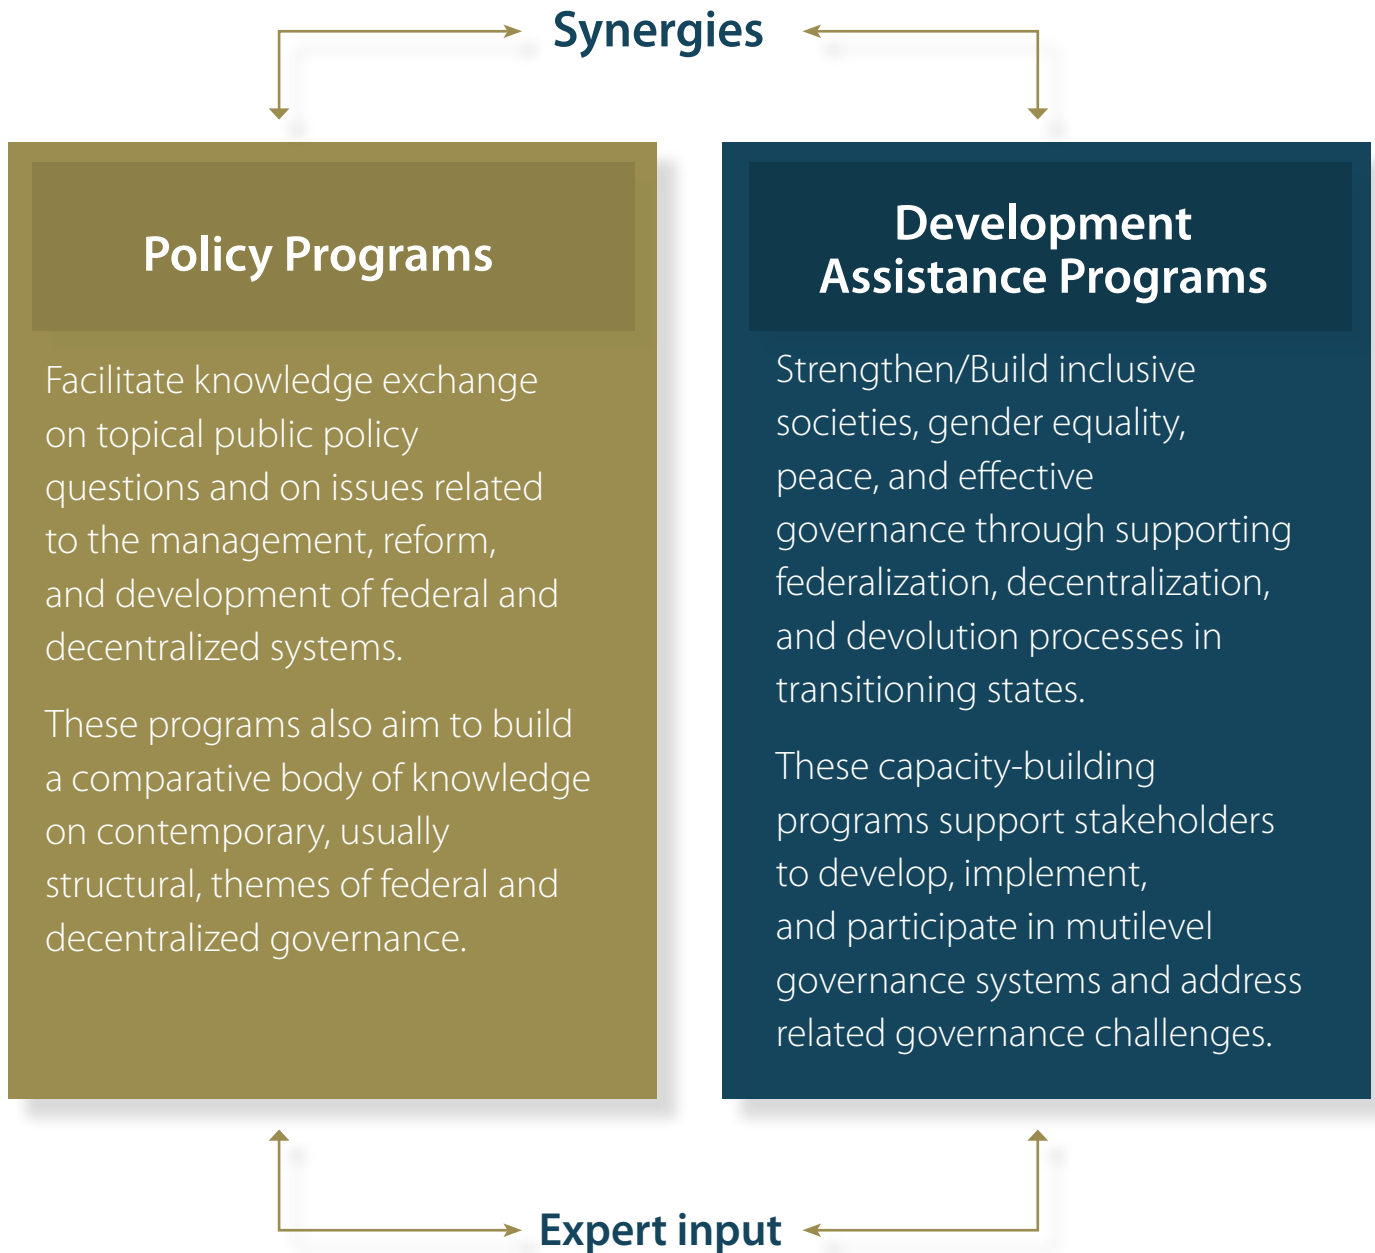 Synergies
Policy Programs
Facilitate knowledge exchange
on topical public policy
questions and on issues related
to the management, reform,
and development of federal and
decentralized systems.
These programs also aim to build
a comparative body of knowledge
on contemporary, usually
structural, themes of federal and
decentralized governance.
Development
Assistance Programs
Strengthen/Build inclusive
societies, gender equality,
peace, and effective
governance through supporting
federalization, decentralization,
and devolution processes in
transitioning states.
These capacity-building
programs support stakeholders
to develop, implement,
and participate in mutilevel
governance systems and address
related governance challenges.
Expert input